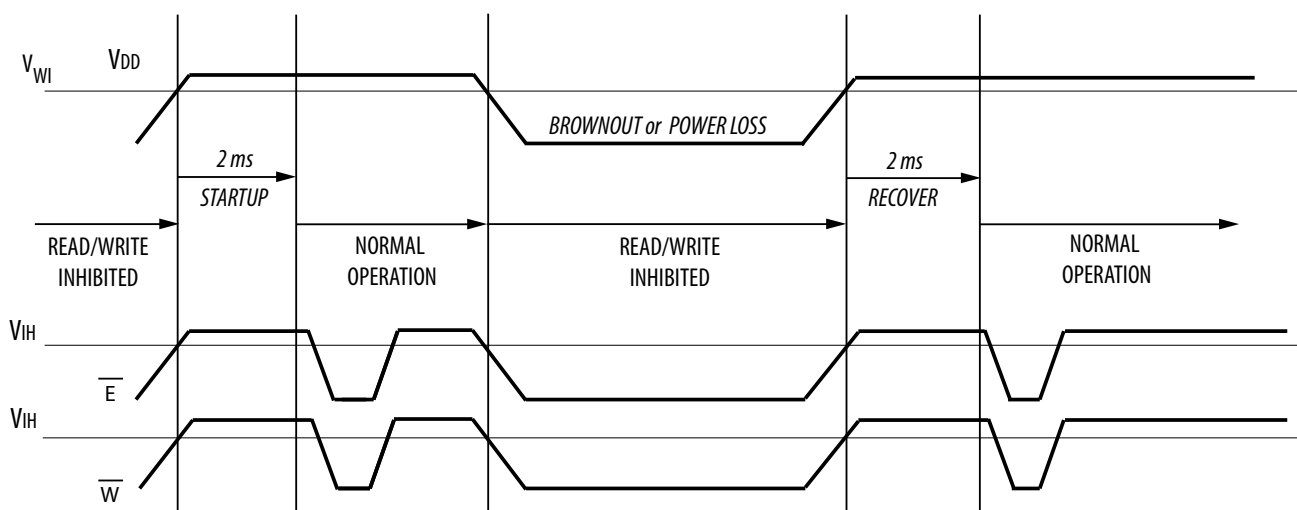 V_WI VDD
BROWNOUT or POWER LOSS
2 ms
STARTUP
2 ms
RECOVER
READ/WRITE
INHIBITED
NORMAL
OPERATION
READ/WRITE
INHIBITED
NORMAL
OPERATION
VIH
E
VIH
W